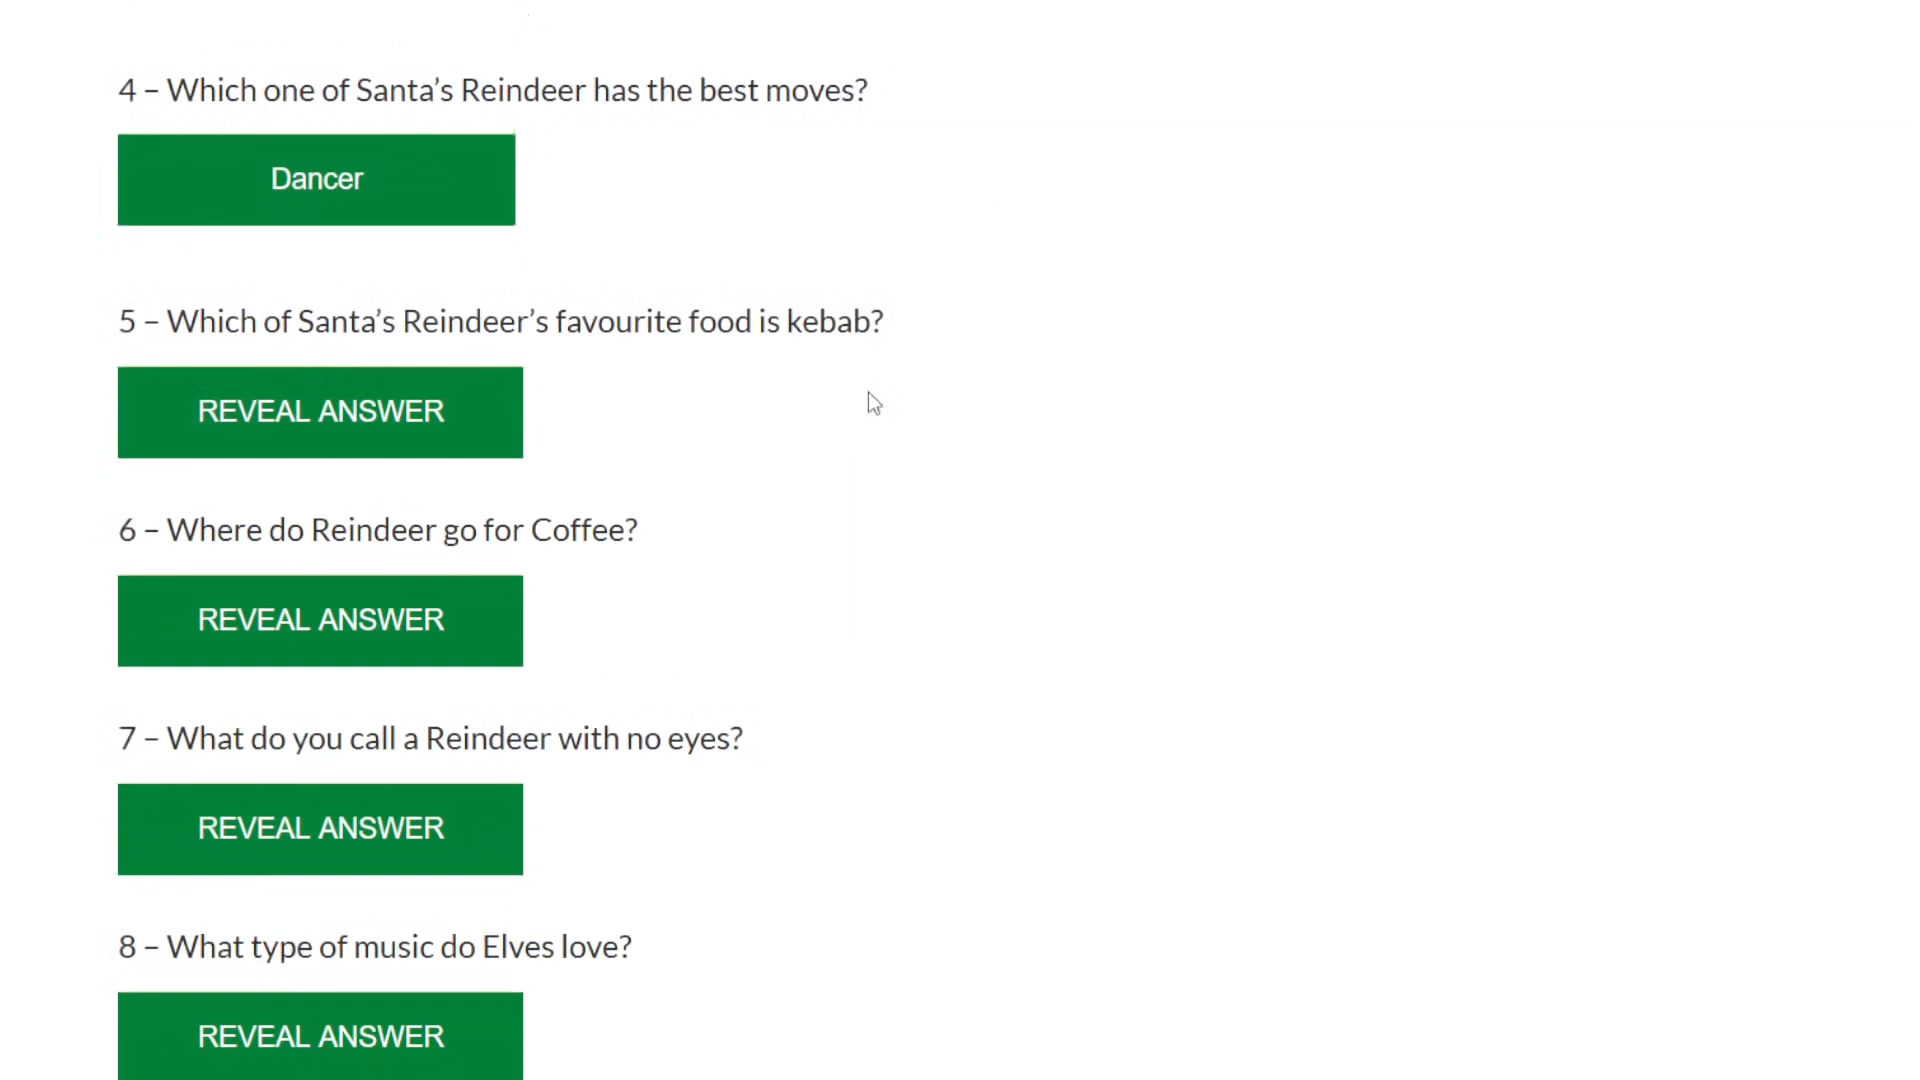 4 – Which one of Santa’s Reindeer has the best moves?
Dancer
5 – Which of Santa’s Reindeer’s favourite food is kebab?
REVEAL ANSWER
6 – Where do Reindeer go for Coffee?
REVEAL ANSWER
7 – What do you call a Reindeer with no eyes?
REVEAL ANSWER
8 – What type of music do Elves love?
REVEAL ANSWER